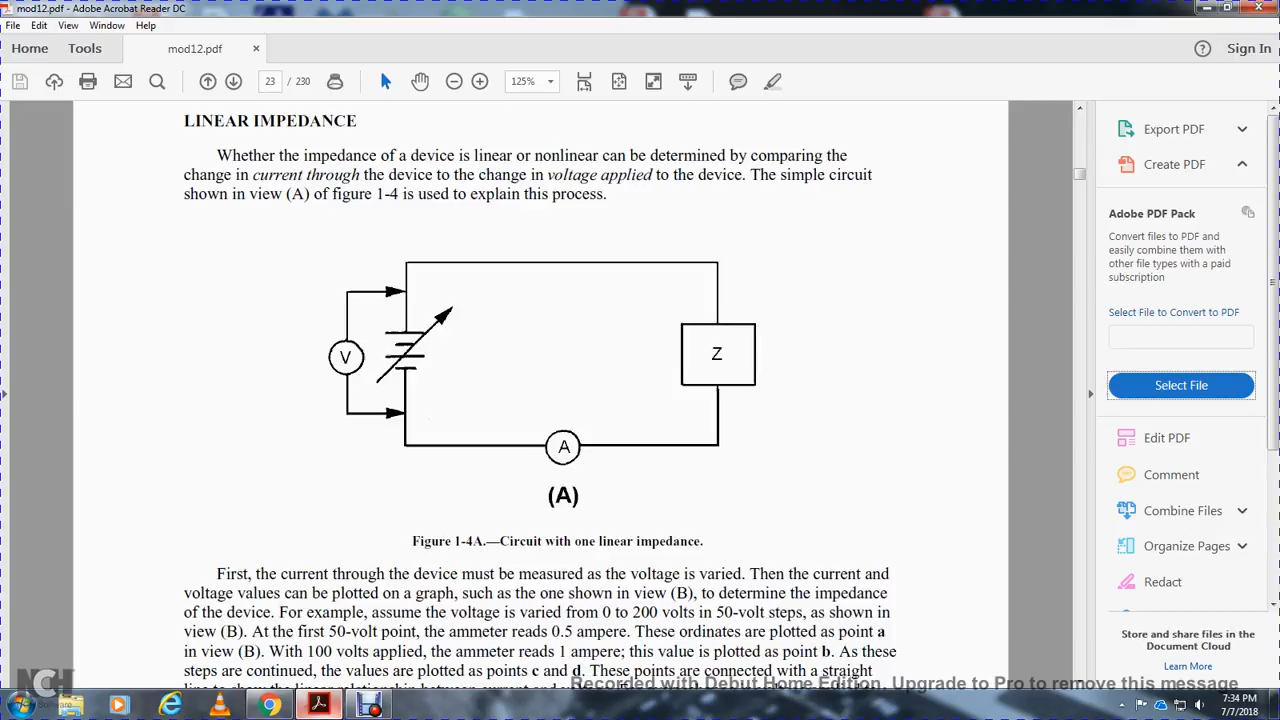 mod12.pdf - Adobe Acrobat Reader DC
File Edit View Window Help
Home Tools mod12.pdf × Sign In
23 / 230 125%
LINEAR IMPEDANCE
Whether the impedance of a device is linear or nonlinear can be determined by comparing the
change in current through the device to the change in voltage applied to the device. The simple circuit
shown in view (A) of figure 1-4 is used to explain this process.
V
Z
A
(A)
Figure 1-4A.—Circuit with one linear impedance.
First, the current through the device must be measured as the voltage is varied. Then the current and
voltage values can be plotted on a graph, such as the one shown in view (B), to determine the impedance
of the device. For example, assume the voltage is varied from 0 to 200 volts in 50-volt steps, as shown in
view (B). At the first 50-volt point, the ammeter reads 0.5 ampere. These ordinates are plotted as point a
in view (B). With 100 volts applied, the ammeter reads 1 ampere; this value is plotted as point b. As these
steps are continued, the values are plotted as points c and d. These points are connected with a straight
Export PDF
Create PDF
Adobe PDF Pack
Convert files to PDF and
easily combine them with
other file types with a paid
subscription
Select File to Convert to PDF
Select File
Edit PDF
Comment
Combine Files
Organize Pages
Redact
Store and share files in the
Document Cloud
Learn More
NCH
Software
Recorded with Debut Home Edition. Upgrade to Pro to remove this message
7:34 PM
7/7/2018